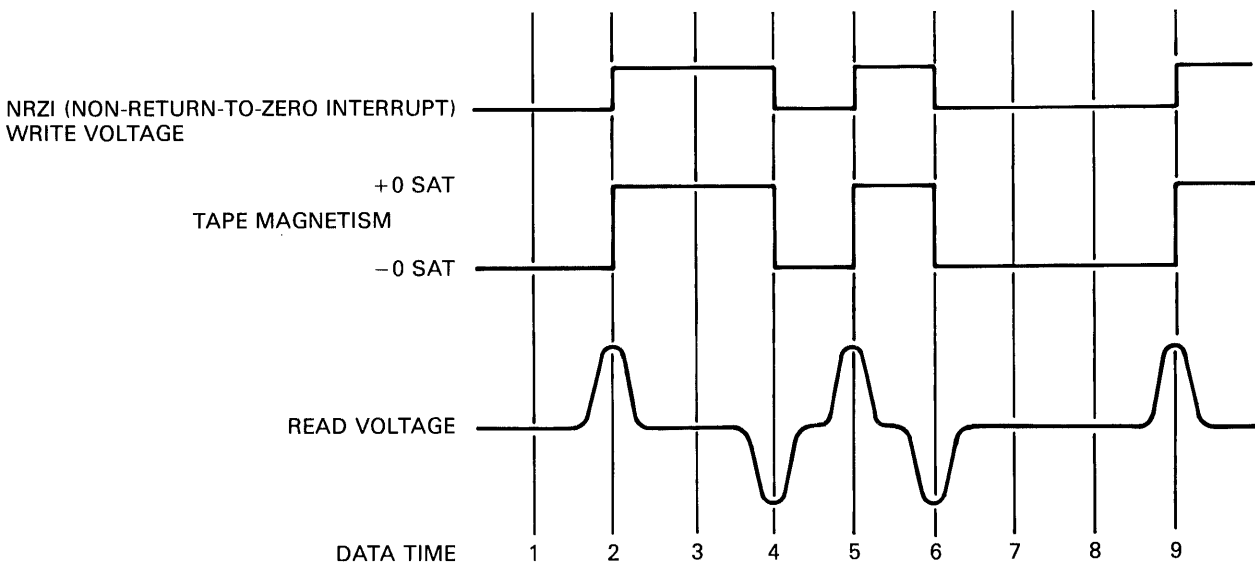 NRZI (NON-RETURN-TO-ZERO INTERRUPT)
WRITE VOLTAGE
+0 SAT
TAPE MAGNETISM
−0 SAT
READ VOLTAGE
DATA TIME 1 2 3 4 5 6 7 8 9